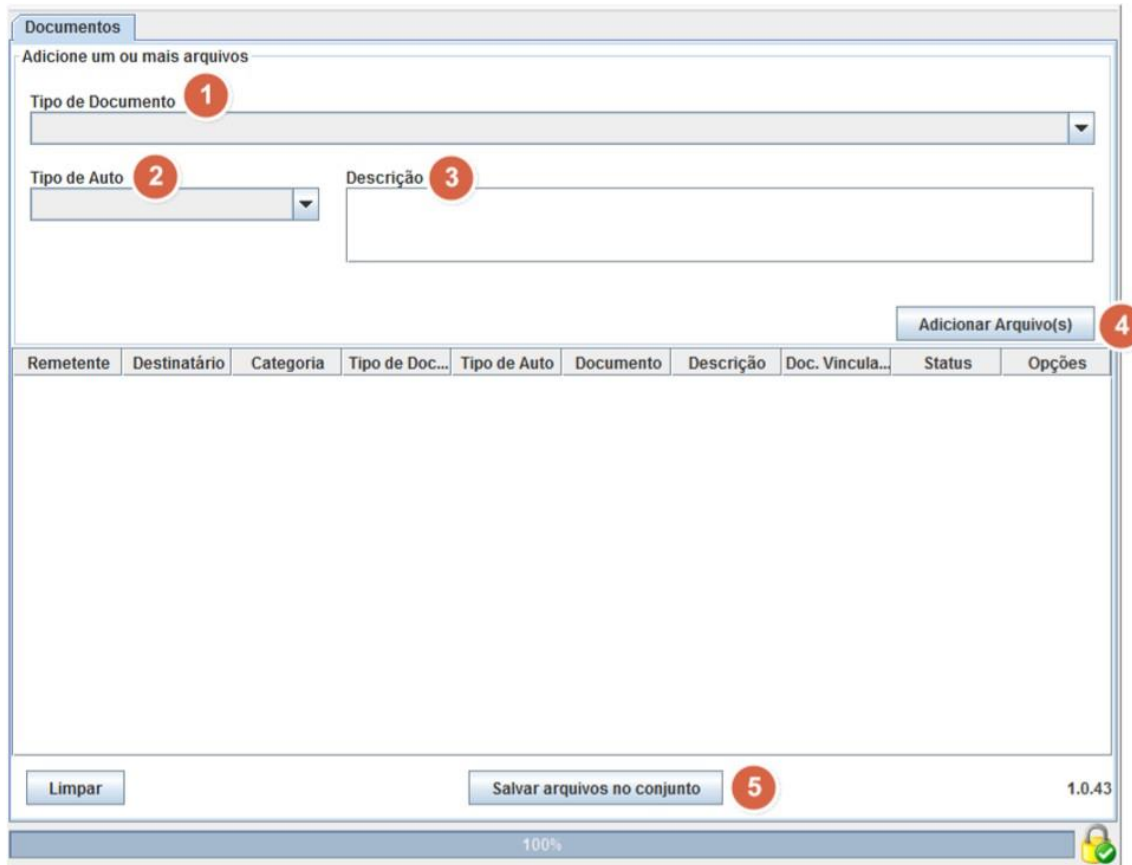 Documentos
Adicione um ou mais arquivos
Tipo de Documento 1
Tipo de Auto 2 Descrição 3
Adicionar Arquivo(s) 4
Remetente Destinatário Categoria Tipo de Doc... Tipo de Auto Documento Descrição Doc. Vincula... Status Opções
Limpar Salvar arquivos no conjunto 5 1.0.43
100%